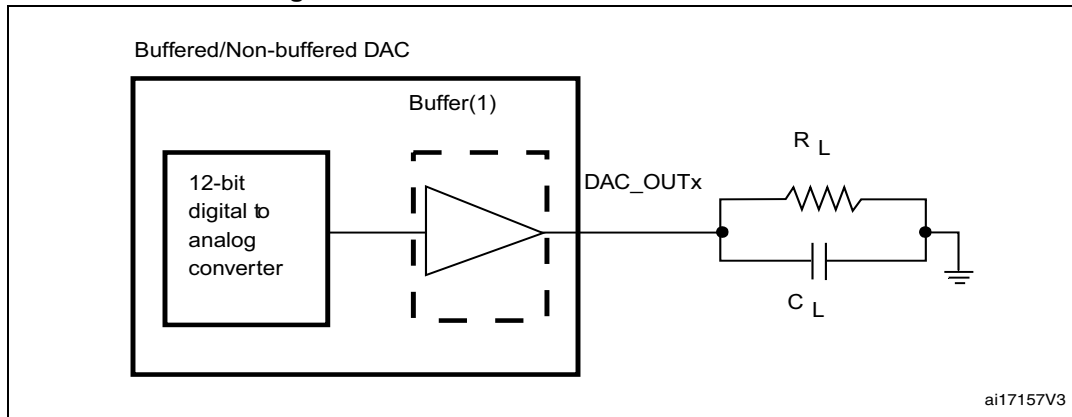 Buffered/Non-buffered DAC
Buffer(1)
12-bit
digital to
analog
converter
DAC_OUTx
R L
C L
ai17157V3